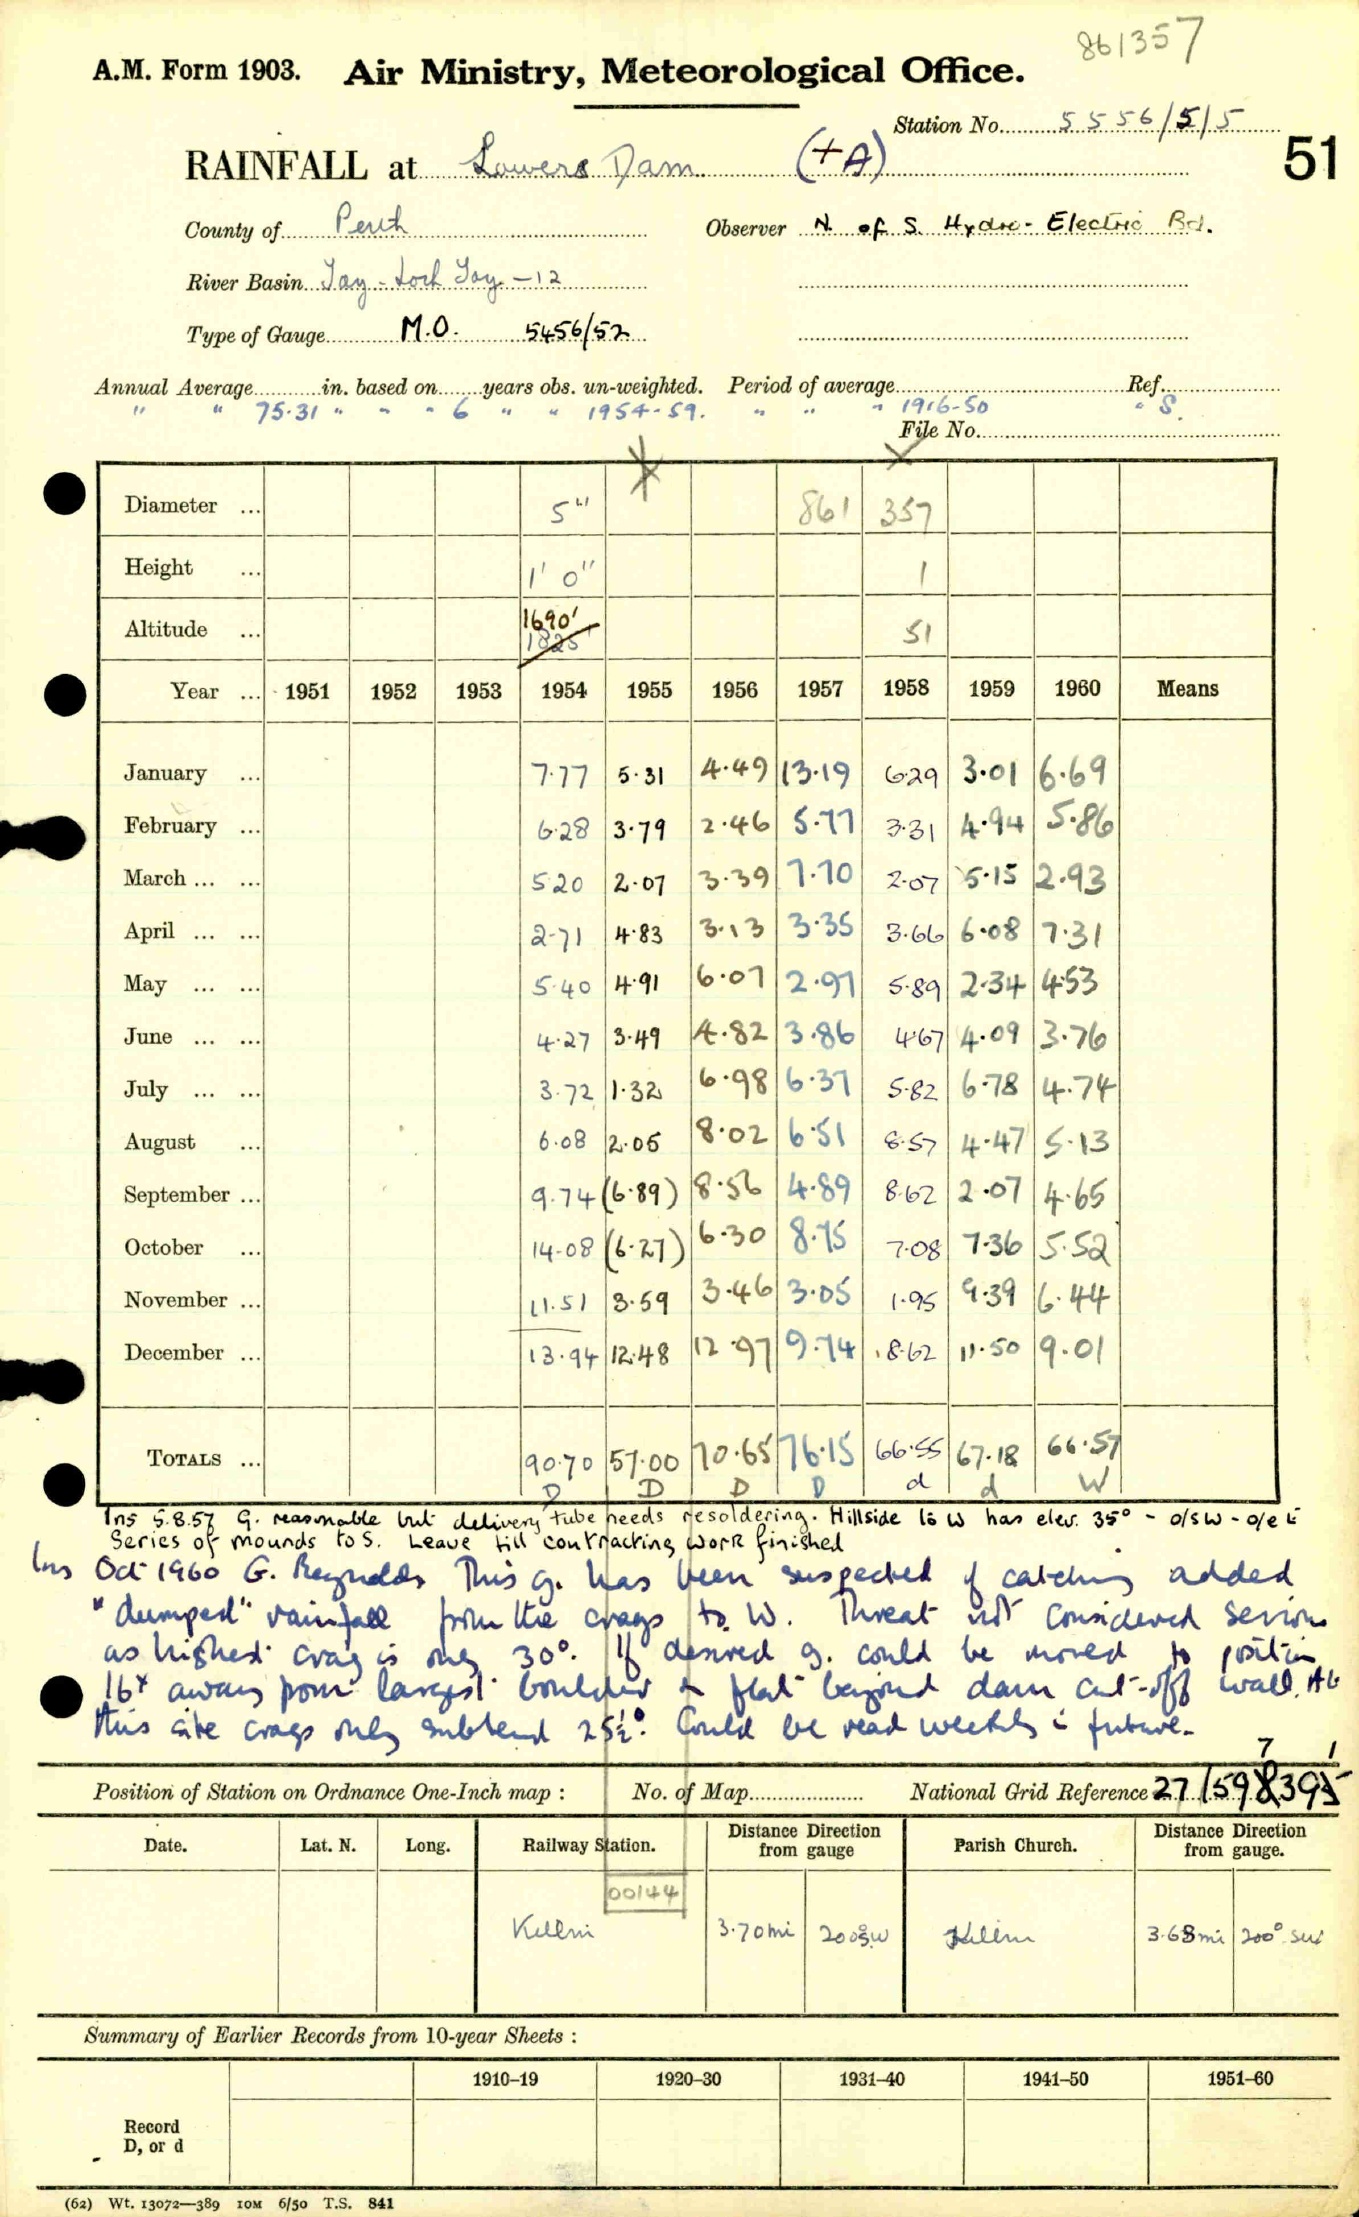 861357
A.M. Form 1903. Air Ministry, Meteorological Office.
Station No. 5556/5/5
51
RAINFALL at Lawers Dam (+A)
County of Perth Observer N. of S. Hydro-Electric Bd.
River Basin Tay - Loch Tay - 12
Type of Gauge M.O. 5456/52
Annual Average in. based on years obs. un-weighted. Period of average Ref.
" " 75.31 " " " 6 " " 1954-59. " " " 1916-50 " S.
File No.
Diameter ... 5" 861 357
Height ... 1' 0" 1
Altitude ... 1690' 1825' 51
Year ... 1951 1952 1953 1954 1955 1956 1957 1958 1959 1960 Means
January ... 7.77 5.31 4.49 13.19 6.29 3.01 6.69
February ... 6.28 3.79 2.46 5.77 3.31 4.94 5.86
March ... ... 5.20 2.07 3.39 7.70 2.07 5.15 2.93
April ... ... 2.71 4.83 3.13 3.35 3.66 6.08 7.31
May ... ... 5.40 4.91 6.07 2.97 5.89 2.34 4.53
June ... ... 4.27 3.49 4.82 3.86 4.67 4.09 3.76
July ... ... 3.72 1.32 6.98 6.37 5.82 6.78 4.74
August ... 6.08 2.05 8.02 6.51 8.57 4.47 5.13
September ... 9.74 (6.89) 8.56 4.89 8.62 2.07 4.65
October ... 14.08 (6.27) 6.30 8.75 7.08 7.36 5.52
November ... 11.51 3.59 3.46 3.05 1.95 9.39 6.44
December ... 13.94 12.48 12.97 9.74 8.62 11.50 9.01
TOTALS ... 90.70 57.00 70.65 76.15 66.55 67.18 66.57
D D D D d d W
Ins 5.8.57 G. reasonable but delivery tube needs resoldering. Hillside to W has elev. 35° - o/s W - o/e E
Series of mounds to S. Leave till contracting work finished
Ins Oct 1960 G. Reynolds This g. has been suspected of catching added
"dumped" rainfall from the crags to W. Threat not considered serious
as highest crag is only 30°. If desired g. could be moved to position
16x away from largest boulder on flat beyond dam cut-off wall. At
this site crags only subtend 25½°. Could be read weekly in future.
7 1
Position of Station on Ordnance One-Inch map : No. of Map National Grid Reference 27/598395
Date. Lat. N. Long. Railway Station. Distance from gauge Direction Parish Church. Distance from gauge. Direction
00144
Killin 3.70mi 200° SW Killin 3.68mi 200° SW
Summary of Earlier Records from 10-year Sheets :
1910–19 1920–30 1931–40 1941–50 1951–60
Record
D, or d
(62) Wt. 13072—389 10M 6/50 T.S. 841